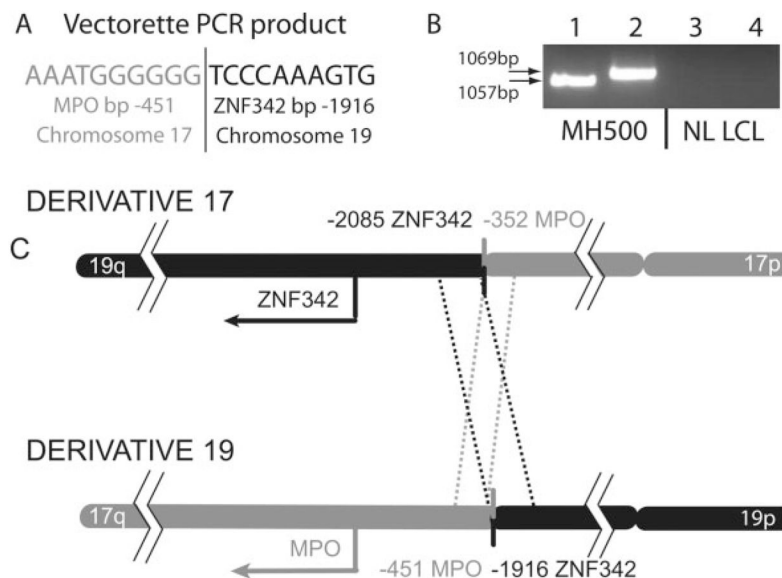 A Vectorette PCR product
AAATGGGGGG TCCCAAAGTG
MPO bp -451 ZNF342 bp -1916
Chromosome 17 Chromosome 19
B 1 2 3 4
1069bp
1057bp
MH500 NL LCL
DERIVATIVE 17
-2085 ZNF342 -352 MPO
C
19q 17p
ZNF342
DERIVATIVE 19
17q 19p
MPO
-451 MPO -1916 ZNF342